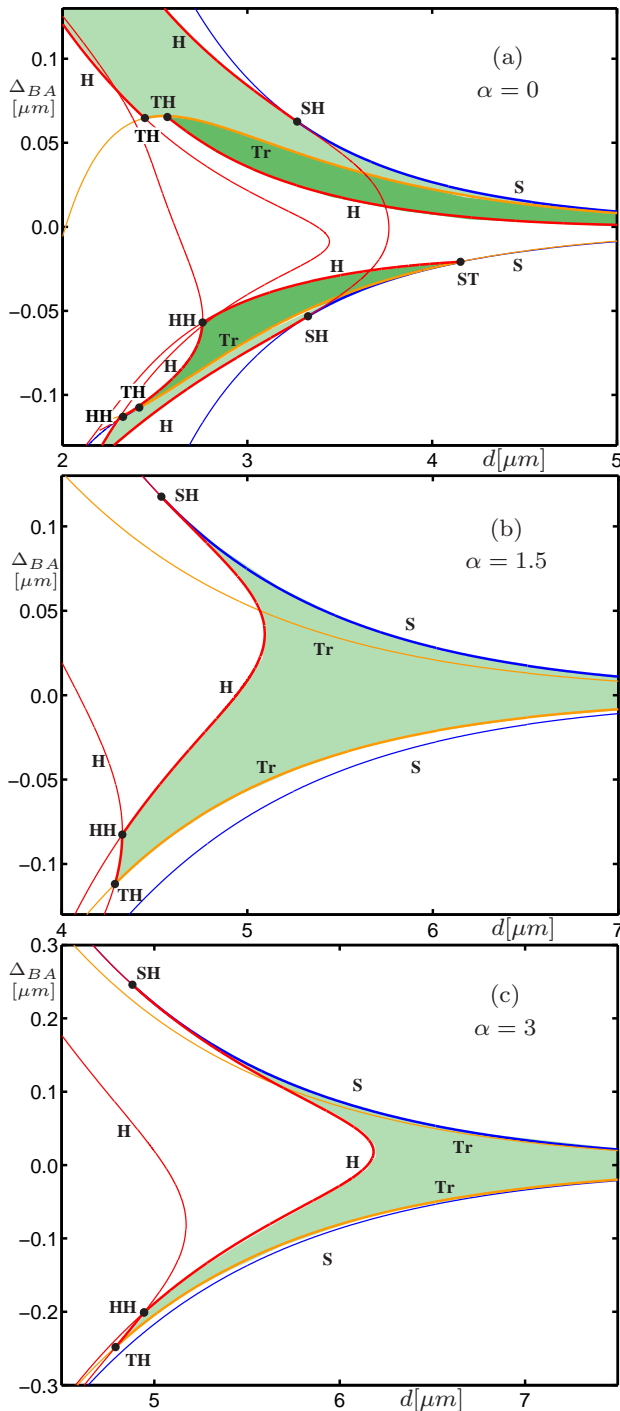 0.1
H
H
(a)
α = 0
Δ_BA
[μm]
TH
SH
0.05
TH
Tr
S
H
0.0
H
ST
S
−0.05
HH
Tr
SH
H
TH
−0.1
HH
H
2
3
4
d[μm]
5
SH
0.1
(b)
α = 1.5
Δ_BA
[μm]
0.05
S
Tr
H
0.0
H
Tr
S
−0.05
HH
−0.1
TH
4
5
6
d[μm]
7
0.3
SH
(c)
α = 3
Δ_BA
[μm]
0.2
0.1
S
H
Tr
0.0
H
Tr
−0.1
S
−0.2
HH
TH
−0.3
5
6
d[μm]
7